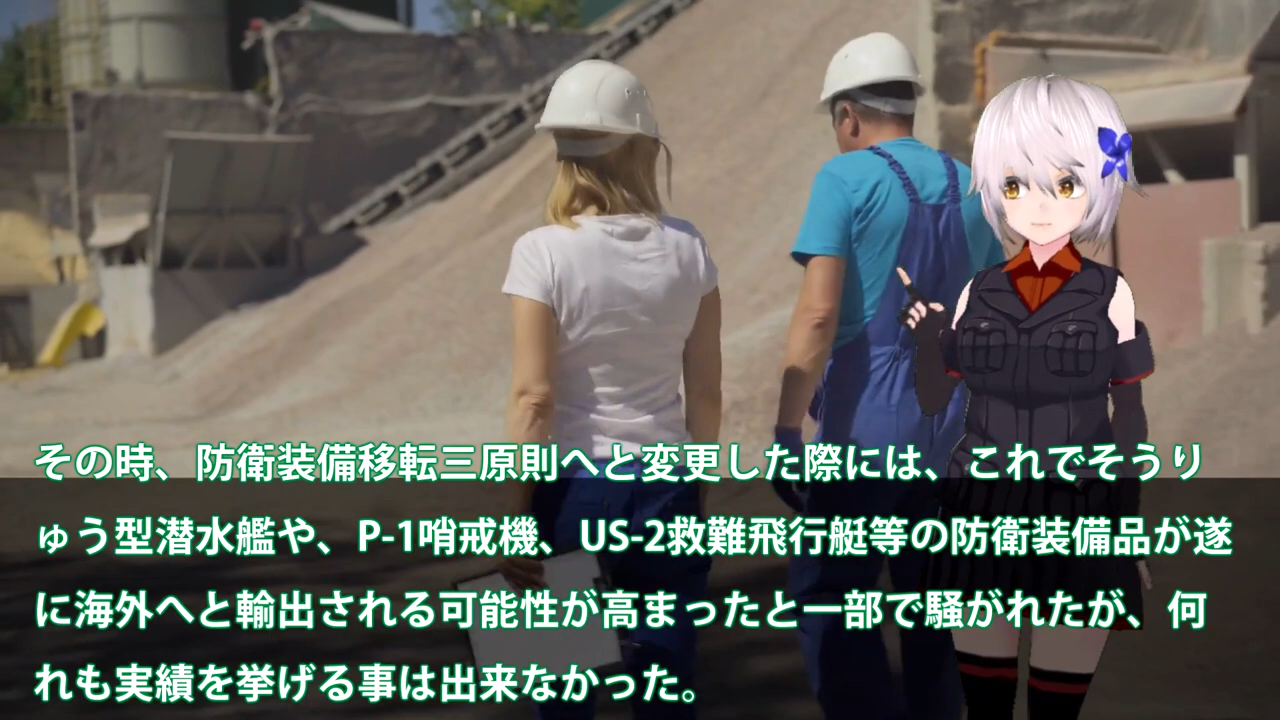 その時、防衛装備移転三原則へと変更した際には、これでそうり
ゅう型潜水艦や、P-1哨戒機、US-2救難飛行艇等の防衛装備品が遂
に海外へと輸出される可能性が高まったと一部で騒がれたが、何
れも実績を挙げる事は出来なかった。